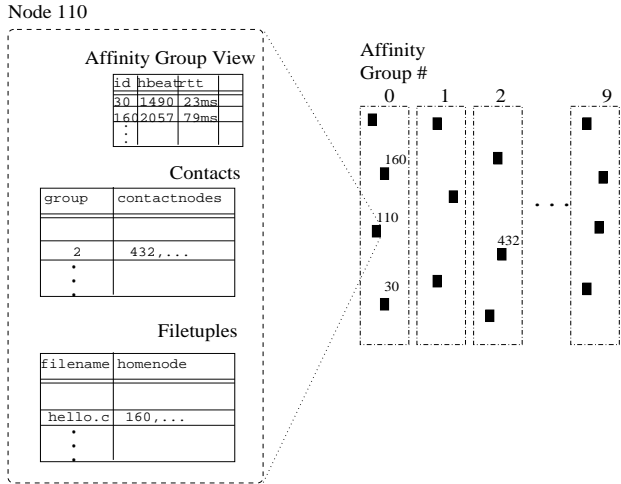 Node 110
Affinity Group View
id hbeat rtt
30 1490 23ms
160 2057 79ms
Contacts
group contactnodes
2 432,...
Filetuples
filename homenode
hello.c 160,...
Affinity
Group #
0 1 2 9
160
110
432
30
. . .